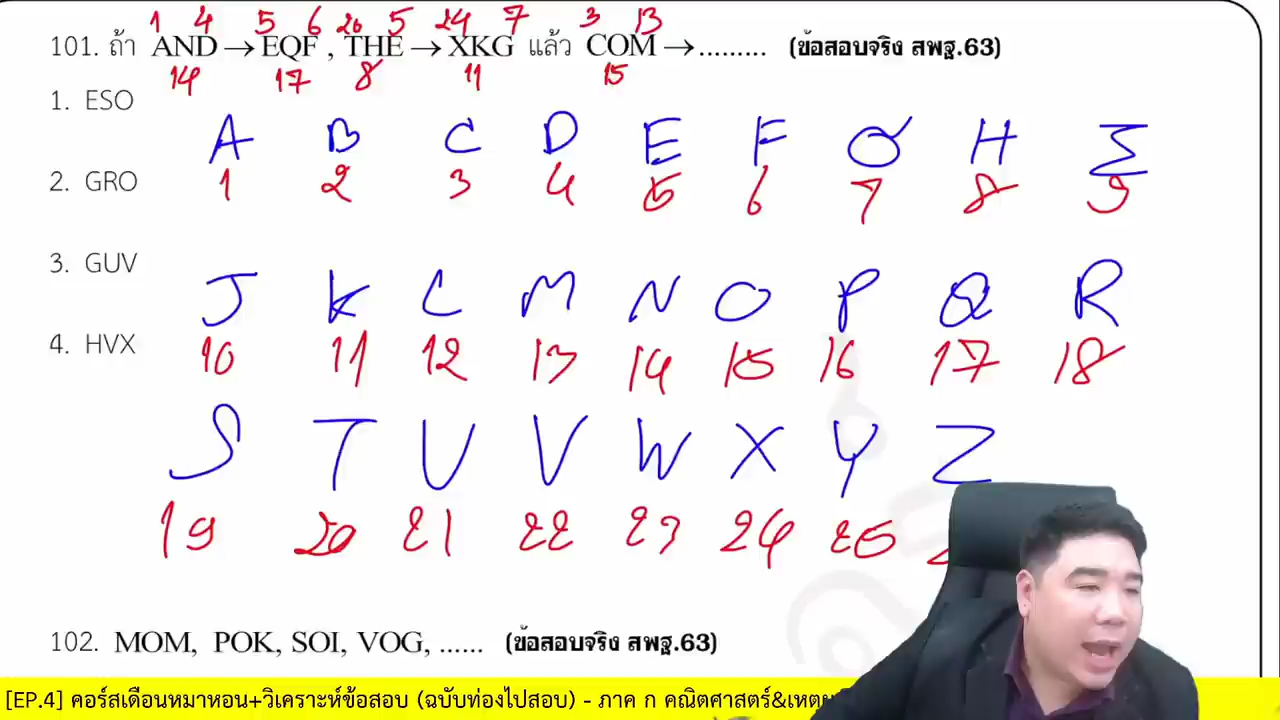 1 4 5 6 20 5 24 7 3 13
101. ถ้า AND → EQF , THE → XKG แล้ว COM → ......... (ข้อสอบจริง สพฐ.63)
14 17 8 11 15
1. ESO
A B C D E F G H I
2. GRO
1 2 3 4 5 6 7 8 9
3. GUV
J K L M N O P Q R
4. HVX
10 11 12 13 14 15 16 17 18
S T U V W X Y Z
19 20 21 22 23 24 25
102. MOM, POK, SOI, VOG, ...... (ข้อสอบจริง สพฐ.63)
[EP.4] คอร์สเดือนหมาหอน+วิเคราะห์ข้อสอบ (ฉบับท่องไปสอบ) - ภาค ก คณิตศาสตร์&